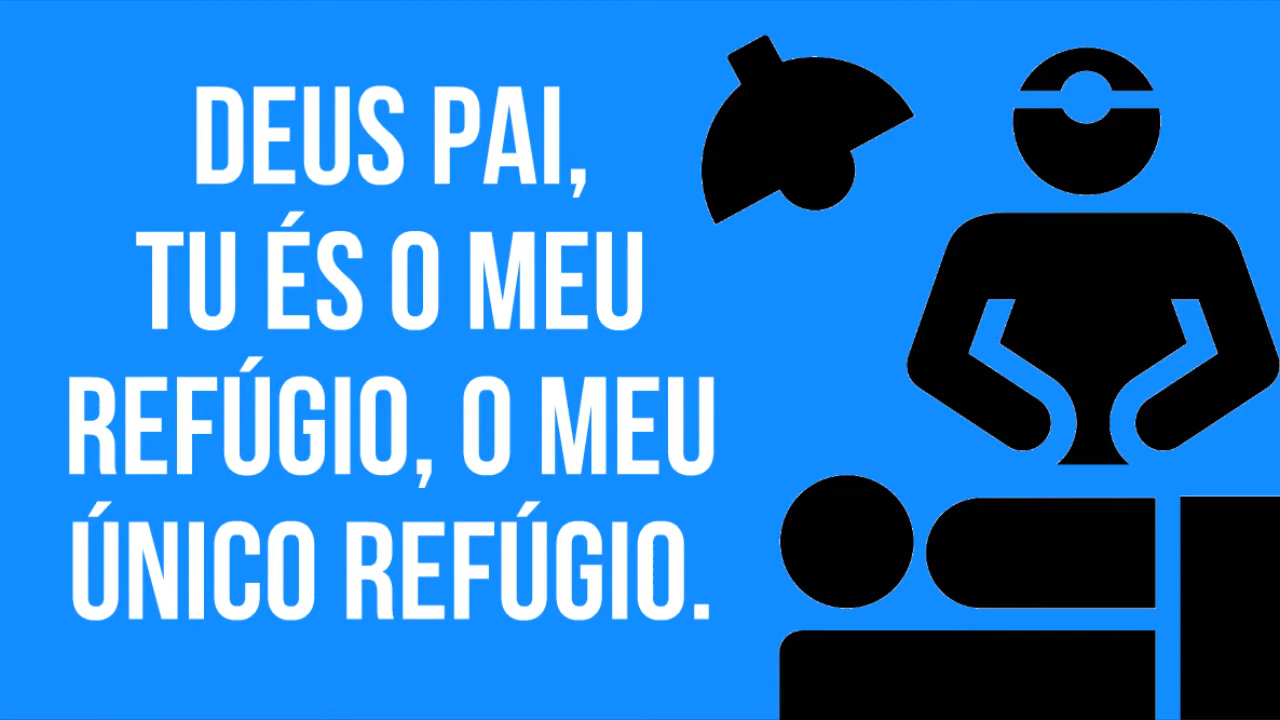 DEUS PAI,
TU ÉS O MEU
REFÚGIO, O MEU
ÚNICO REFÚGIO.